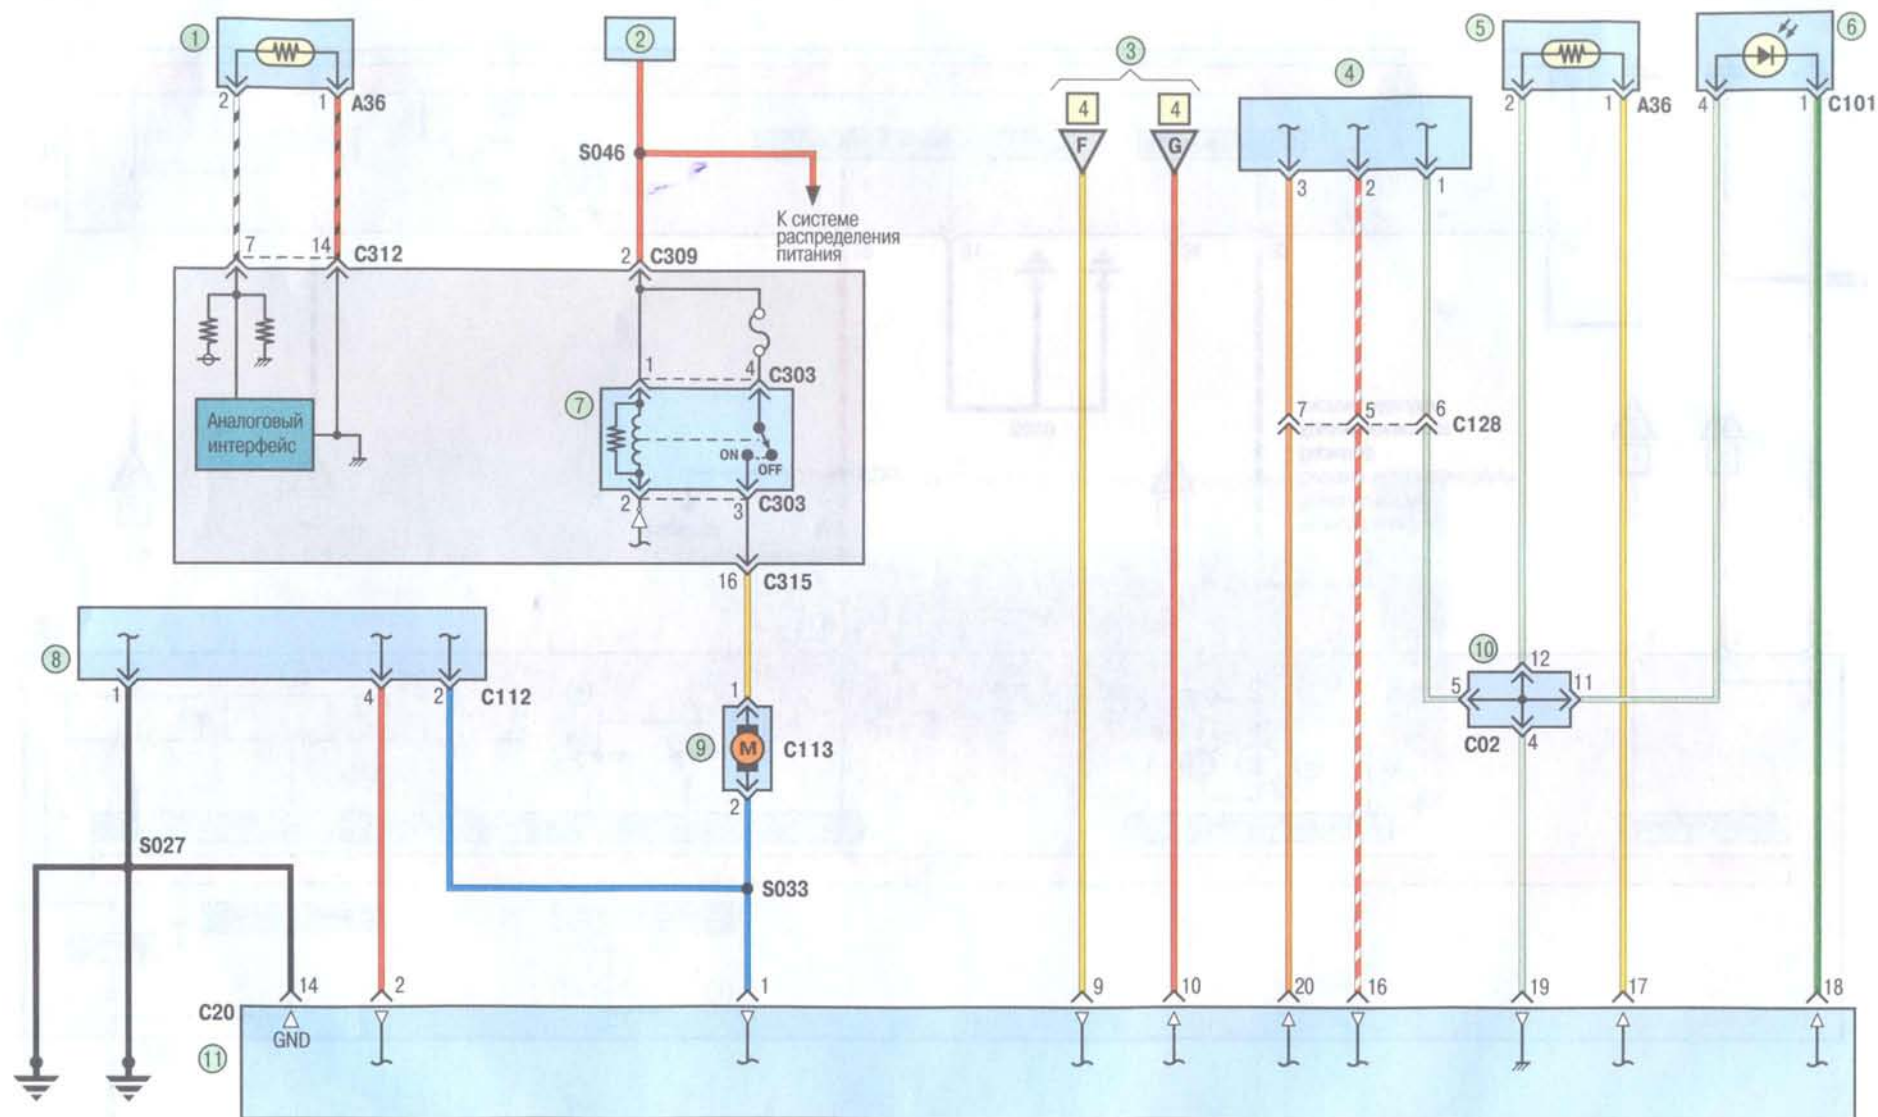 1
2
3
4
5
6
2
1
A36
4
4
F
G
3
2
1
2
1
A36
4
1
C101
S046
К системе
распределения
питания
7
14
C312
2
C309
1
4
C303
7
Аналоговый
интерфейс
ON
OFF
2
3
C303
7
5
6
C128
16
C315
8
1
4
2
C112
1
9
M
C113
2
10
12
5
11
C02
4
S027
S033
14
2
1
9
10
20
16
19
17
18
C20
GND
11